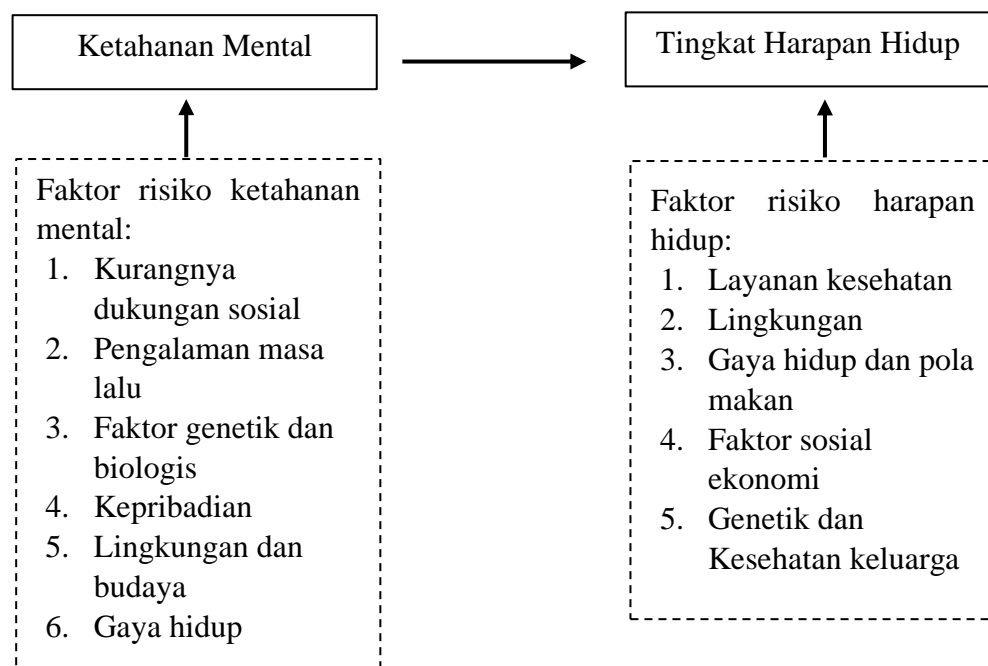 Ketahanan Mental
Tingkat Harapan Hidup
Faktor risiko ketahanan
mental:
1. Kurangnya
dukungan sosial
2. Pengalaman masa
lalu
3. Faktor genetik dan
biologis
4. Kepribadian
5. Lingkungan dan
budaya
6. Gaya hidup
Faktor risiko harapan
hidup:
1. Layanan kesehatan
2. Lingkungan
3. Gaya hidup dan pola
makan
4. Faktor sosial
ekonomi
5. Genetik dan
Kesehatan keluarga